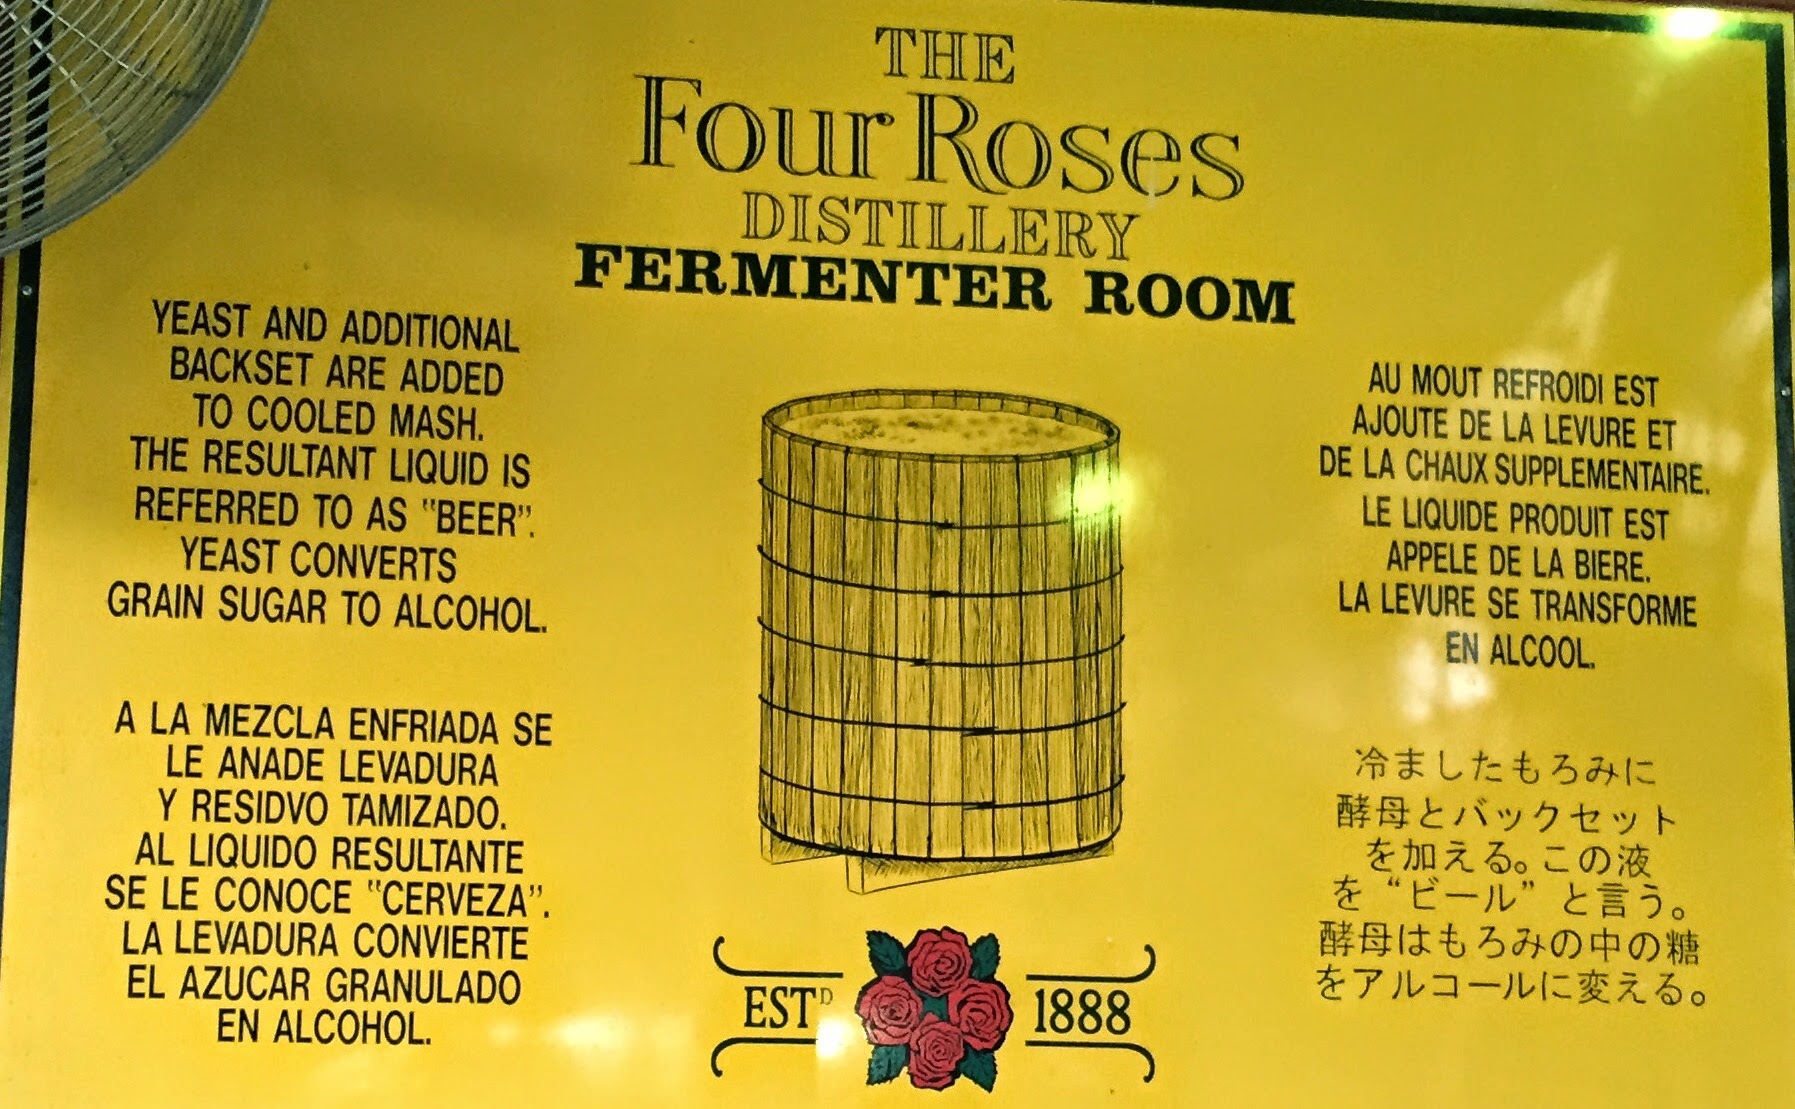 THE
Four Roses
DISTILLERY
FERMENTER ROOM
YEAST AND ADDITIONAL
BACKSET ARE ADDED
TO COOLED MASH.
THE RESULTANT LIQUID IS
REFERRED TO AS "BEER".
YEAST CONVERTS
GRAIN SUGAR TO ALCOHOL.
A LA MEZCLA ENFRIADA SE
LE ANADE LEVADURA
Y RESIDVO TAMIZADO.
AL LIQUIDO RESULTANTE
SE LE CONOCE "CERVEZA".
LA LEVADURA CONVIERTE
EL AZUCAR GRANULADO
EN ALCOHOL.
AU MOUT REFROIDI EST
AJOUTE DE LA LEVURE ET
DE LA CHAUX SUPPLEMENTAIRE.
LE LIQUIDE PRODUIT EST
APPELE DE LA BIERE.
LA LEVURE SE TRANSFORME
EN ALCOOL.
冷ましたもろみに
酵母とバックセット
を加える。この液
を“ビール”と言う。
酵母はもろみの中の糖
をアルコールに変える。
ESTD 1888